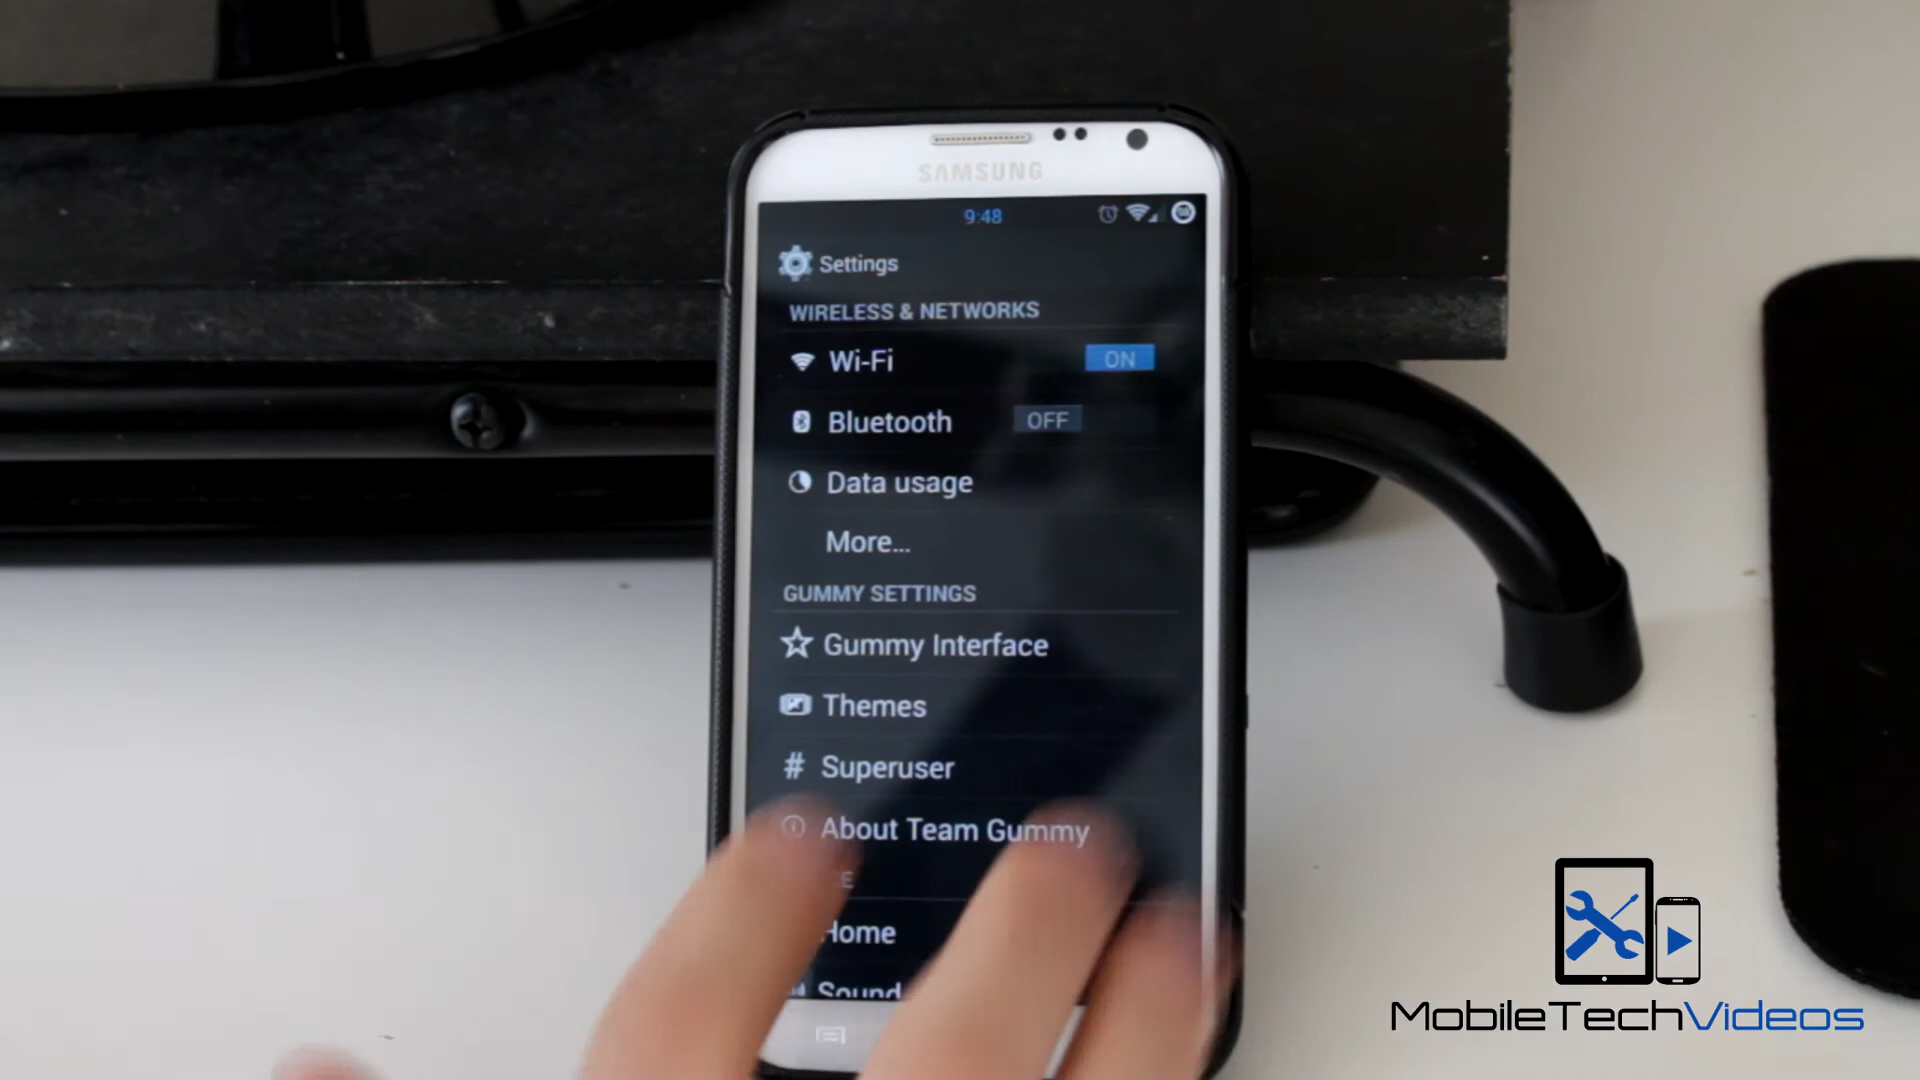 SAMSUNG
9:48
Settings
WIRELESS & NETWORKS
Wi-Fi ON
Bluetooth OFF
Data usage
More...
GUMMY SETTINGS
Gummy Interface
Themes
# Superuser
About Team Gummy
Home
Sound
MobileTechVideos